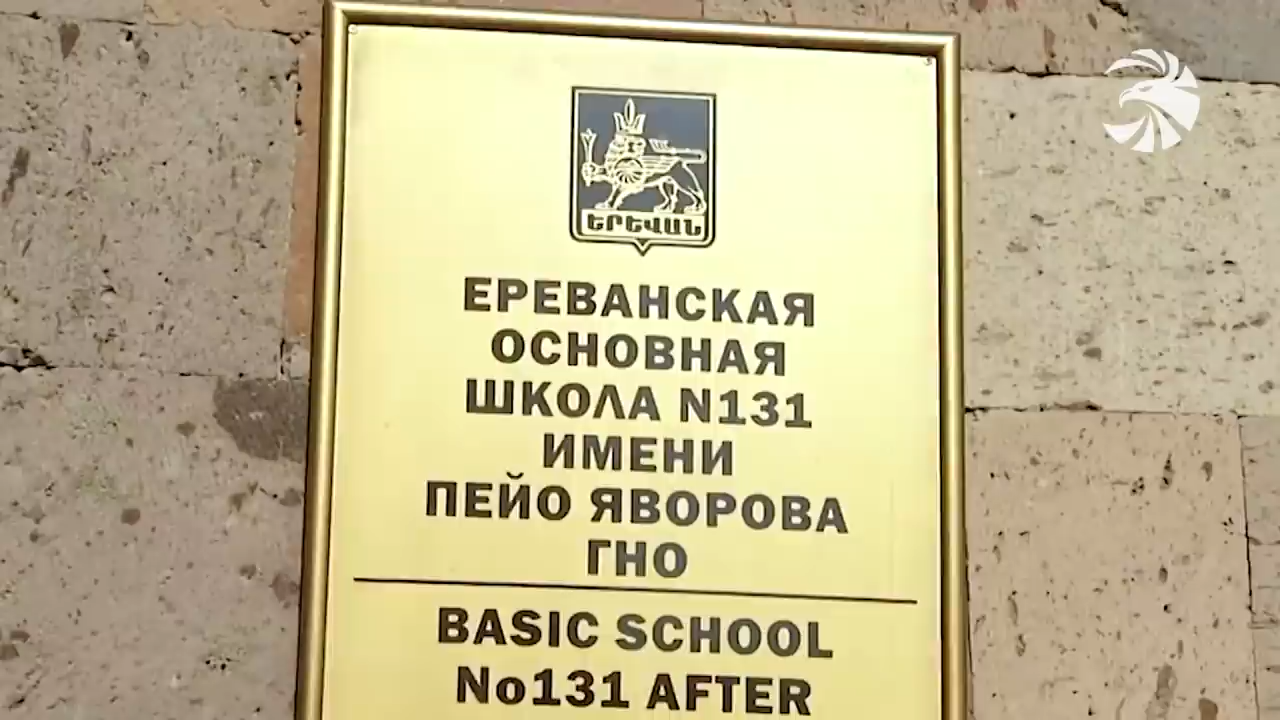 ԵՐԵՎԱՆ
ЕРЕВАНСКАЯ
ОСНОВНАЯ
ШКОЛА N131
ИМЕНИ
ПЕЙО ЯВОРОВА
ГНО
BASIC SCHOOL
No131 AFTER